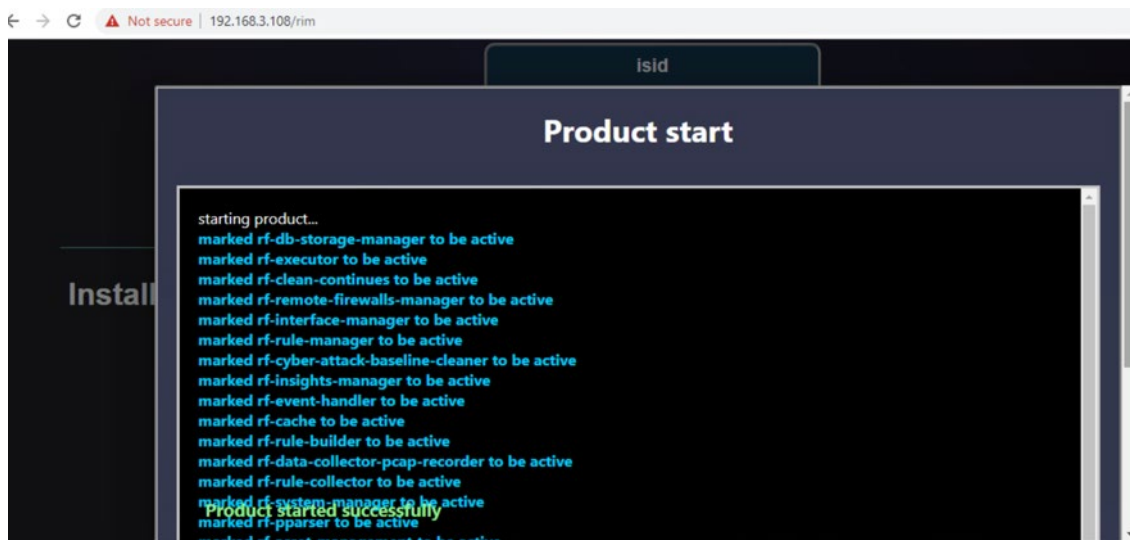 Not secure | 192.168.3.108/rim
isid
Product start
Install
starting product...
marked rf-db-storage-manager to be active
marked rf-executor to be active
marked rf-clean-continues to be active
marked rf-remote-firewalls-manager to be active
marked rf-interface-manager to be active
marked rf-rule-manager to be active
marked rf-cyber-attack-baseline-cleaner to be active
marked rf-insights-manager to be active
marked rf-event-handler to be active
marked rf-cache to be active
marked rf-rule-builder to be active
marked rf-data-collector-pcap-recorder to be active
marked rf-rule-collector to be active
marked rf-system-manager to be active
Product started successfully
marked rf-pparser to be active